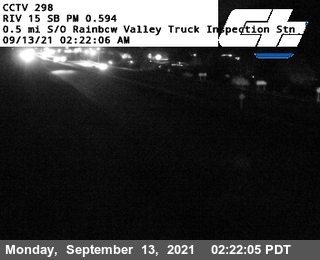 CCTV 298
RIV 15 SB PM 0.594
0.5 mi S/O Rainbow Valley Truck Inspection Stn
09/13/21 02:22:06 AM
Monday, September 13, 2021 02:22:05 PDT